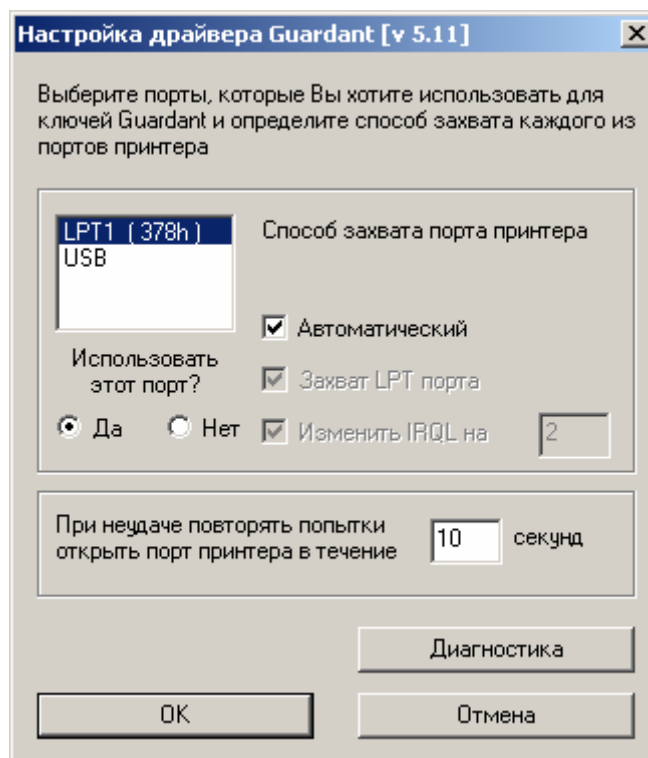 Настройка драйвера Guardant [v 5.11]
Выберите порты, которые Вы хотите использовать для
ключей Guardant и определите способ захвата каждого из
портов принтера
LPT1 ( 378h )
USB
Способ захвата порта принтера
Автоматический
Использовать
этот порт?
Захват LPT порта
Да Нет
Изменить IRQL на 2
При неудаче повторять попытки
открыть порт принтера в течение 10 секунд
Диагностика
OK
Отмена